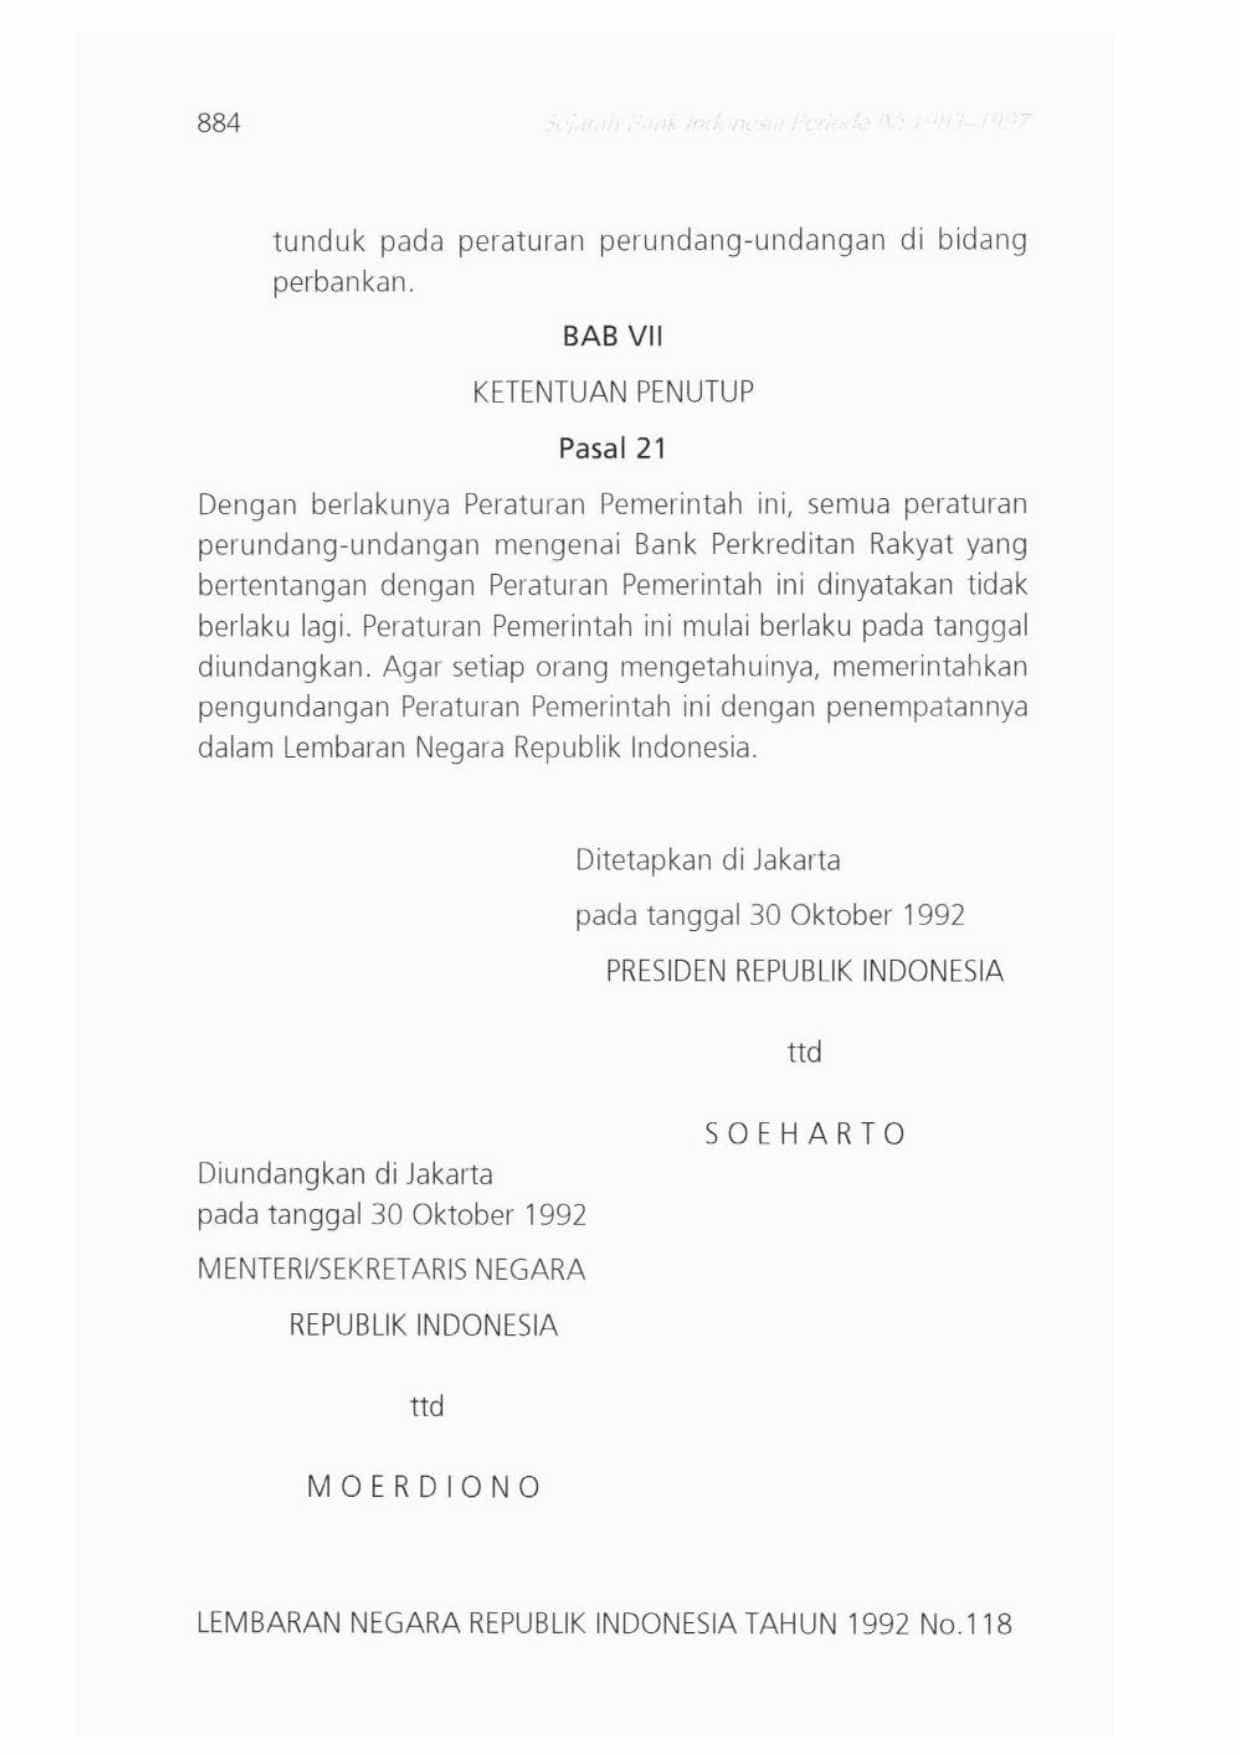 884
Sejarah Bank Indonesia Periode IV: 1983–1997
tunduk pada peraturan perundang-undangan di bidang
perbankan.
BAB VII
KETENTUAN PENUTUP
Pasal 21
Dengan berlakunya Peraturan Pemerintah ini, semua peraturan
perundang-undangan mengenai Bank Perkreditan Rakyat yang
bertentangan dengan Peraturan Pemerintah ini dinyatakan tidak
berlaku lagi. Peraturan Pemerintah ini mulai berlaku pada tanggal
diundangkan. Agar setiap orang mengetahuinya, memerintahkan
pengundangan Peraturan Pemerintah ini dengan penempatannya
dalam Lembaran Negara Republik Indonesia.
Ditetapkan di Jakarta
pada tanggal 30 Oktober 1992
PRESIDEN REPUBLIK INDONESIA
ttd
S O E H A R T O
Diundangkan di Jakarta
pada tanggal 30 Oktober 1992
MENTERI/SEKRETARIS NEGARA
REPUBLIK INDONESIA
ttd
M O E R D I O N O
LEMBARAN NEGARA REPUBLIK INDONESIA TAHUN 1992 No.118